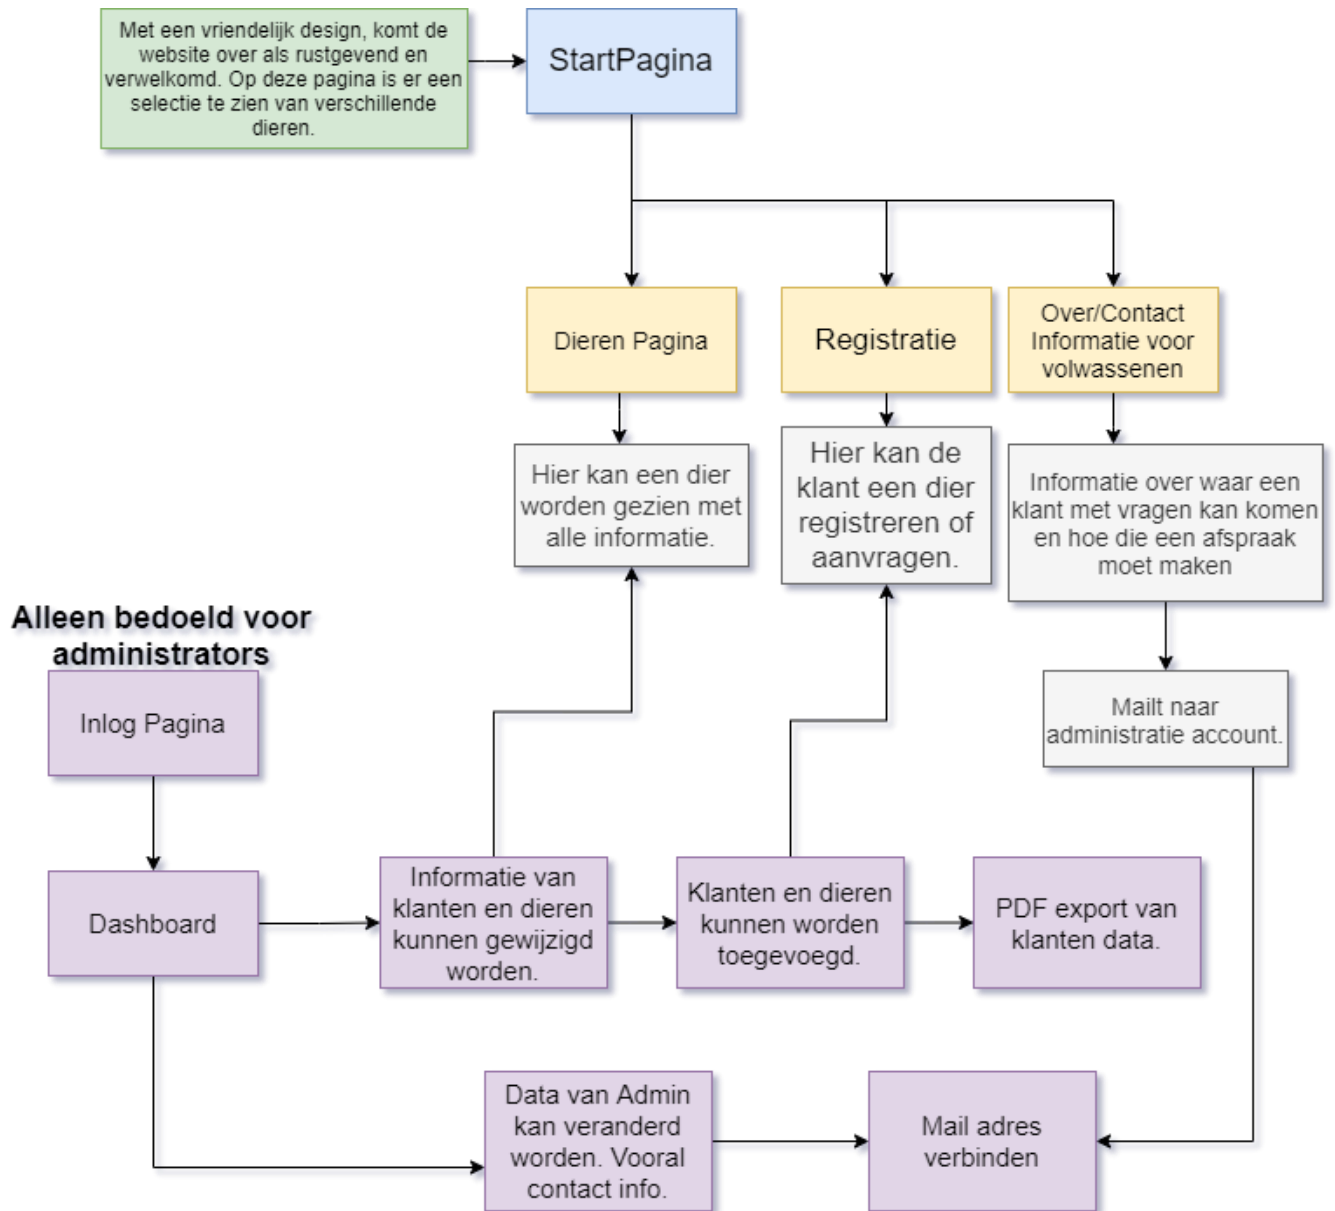 Met een vriendelijk design, komt de
website over als rustgevend en
verwelkomd. Op deze pagina is er een
selectie te zien van verschillende
dieren.
StartPagina
Dieren Pagina
Registratie
Over/Contact
Informatie voor
volwassenen
Hier kan een dier
worden gezien met
alle informatie.
Hier kan de
klant een dier
registreren of
aanvragen.
Informatie over waar een
klant met vragen kan komen
en hoe die een afspraak
moet maken
Alleen bedoeld voor
administrators
Inlog Pagina
Mailt naar
administratie account.
Dashboard
Informatie van
klanten en dieren
kunnen gewijzigd
worden.
Klanten en dieren
kunnen worden
toegevoegd.
PDF export van
klanten data.
Data van Admin
kan veranderd
worden. Vooral
contact info.
Mail adres
verbinden